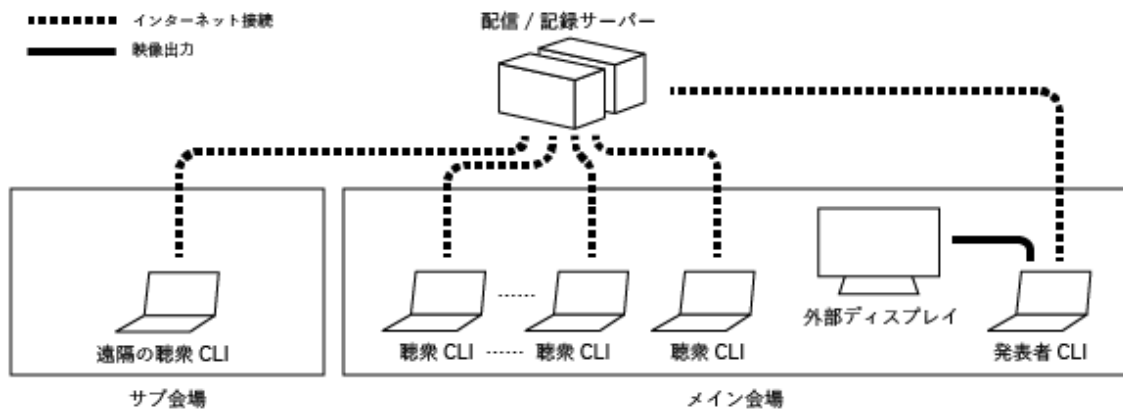 インターネット接続
映像出力
配信 / 記録サーバー
遠隔の聴衆 CLI
聴衆 CLI ······ 聴衆 CLI
聴衆 CLI
外部ディスプレイ
発表者 CLI
サブ会場
メイン会場